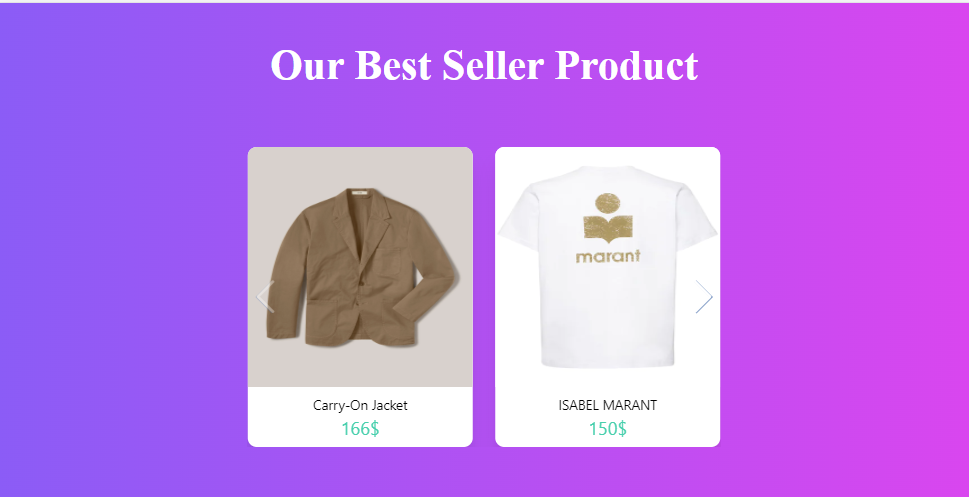 Our Best Seller Product
marant
Carry-On Jacket
166$
ISABEL MARANT
150$